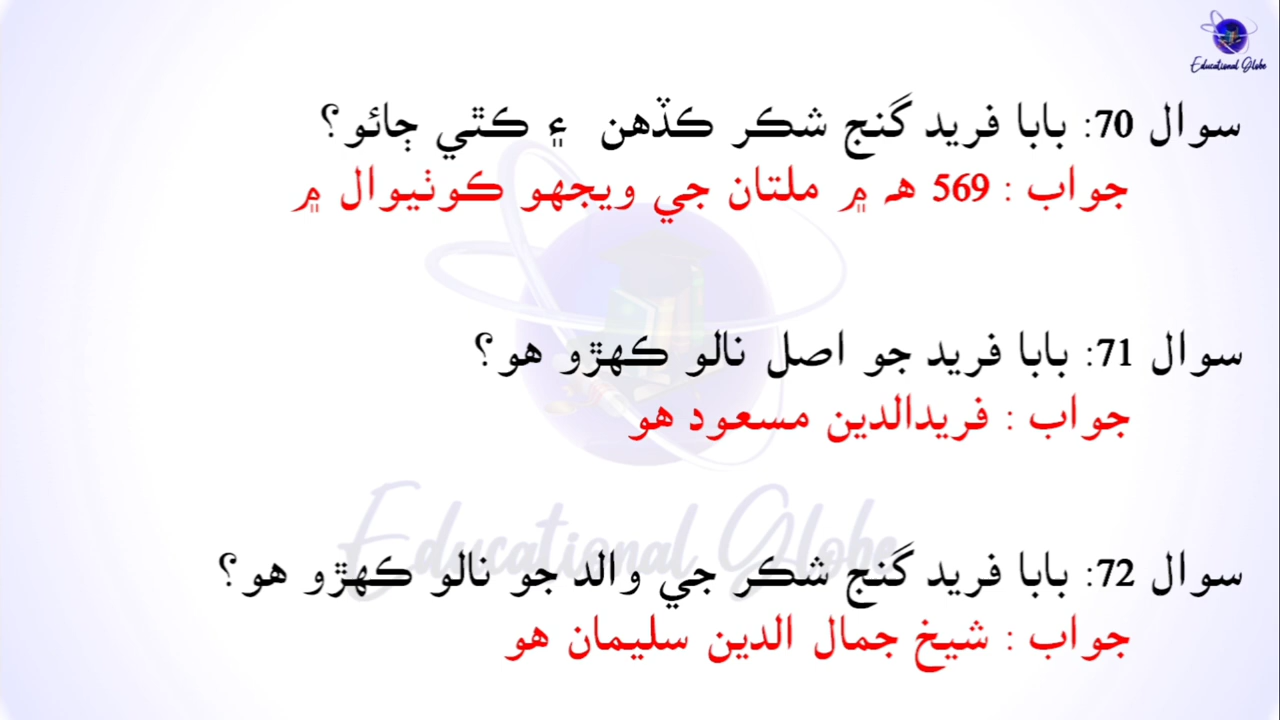 Educational Globe
سوال 70: بابا فريد گنج شڪر ڪڏهن ۽ ڪٿي ڄائو؟
جواب : 569 هه ۾ ملتان جي ويجهو ڪوٺيوال ۾
سوال 71: بابا فريد جو اصل نالو ڪهڙو هو؟
جواب : فريدالدين مسعود هو
Educational Globe
سوال 72: بابا فريد گنج شڪر جي والد جو نالو ڪهڙو هو؟
جواب : شيخ جمال الدين سليمان هو